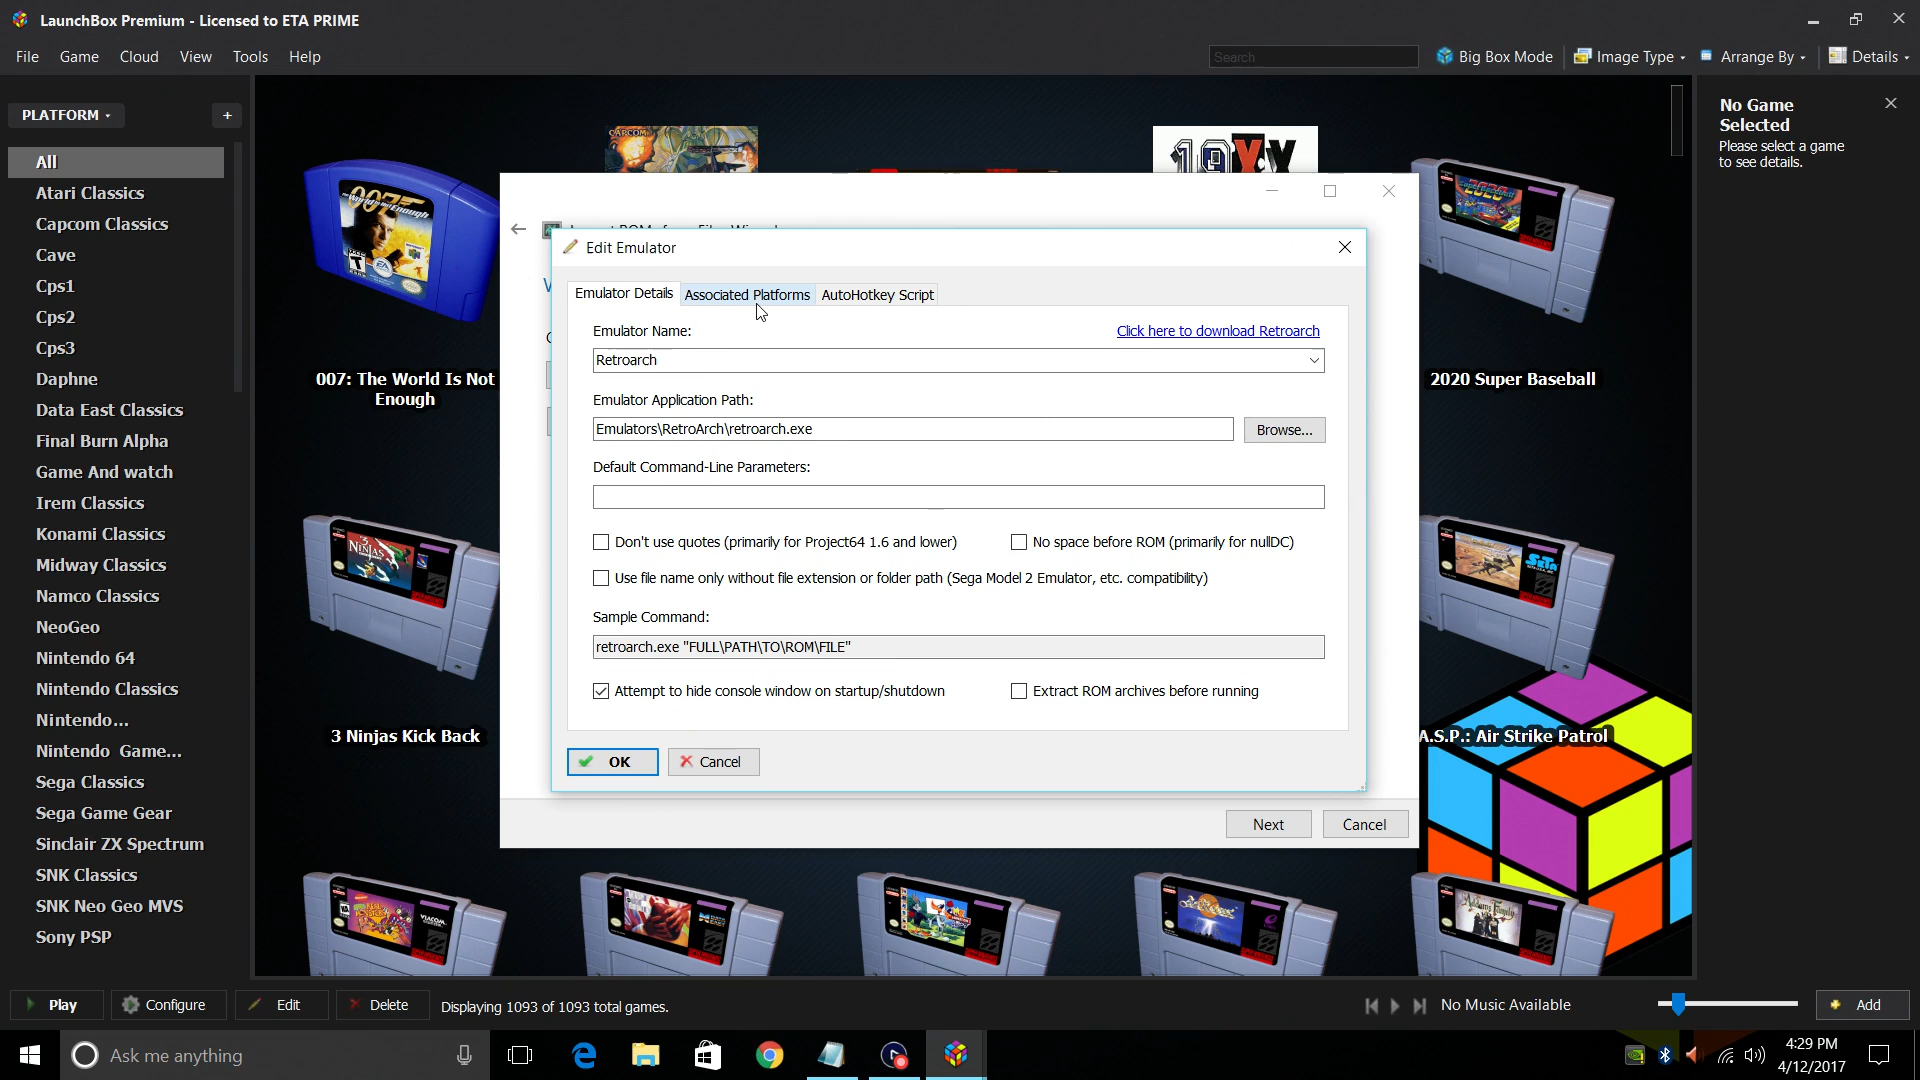 LaunchBox Premium - Licensed to ETA PRIME
File Game Cloud View Tools Help
Search
Big Box Mode
Image Type
Arrange By
Details
PLATFORM
+
All
Atari Classics
Capcom Classics
Cave
Cps1
Cps2
Cps3
Daphne
Data East Classics
Final Burn Alpha
Game And watch
Irem Classics
Konami Classics
Midway Classics
Namco Classics
NeoGeo
Nintendo 64
Nintendo Classics
Nintendo...
Nintendo Game...
Sega Classics
Sega Game Gear
Sinclair ZX Spectrum
SNK Classics
SNK Neo Geo MVS
Sony PSP
007
CAPCOM
19XX
2020
007: The World Is Not
Enough
2020 Super Baseball
3 NINJAS
3 Ninjas Kick Back
SETA
A.S.P.: Air Strike Patrol
VIACOM
Addams Family
No Game
Selected
Please select a game
to see details.
Edit Emulator
Emulator Details
Associated Platforms
AutoHotkey Script
Emulator Name:
Click here to download Retroarch
Retroarch
Emulator Application Path:
Emulators\RetroArch\retroarch.exe
Browse...
Default Command-Line Parameters:
Don't use quotes (primarily for Project64 1.6 and lower)
No space before ROM (primarily for nullDC)
Use file name only without file extension or folder path (Sega Model 2 Emulator, etc. compatibility)
Sample Command:
retroarch.exe "FULL\PATH\TO\ROM\FILE"
Attempt to hide console window on startup/shutdown
Extract ROM archives before running
OK
Cancel
Next
Cancel
Play
Configure
Edit
Delete
Displaying 1093 of 1093 total games.
No Music Available
Add
Ask me anything
4:29 PM
4/12/2017